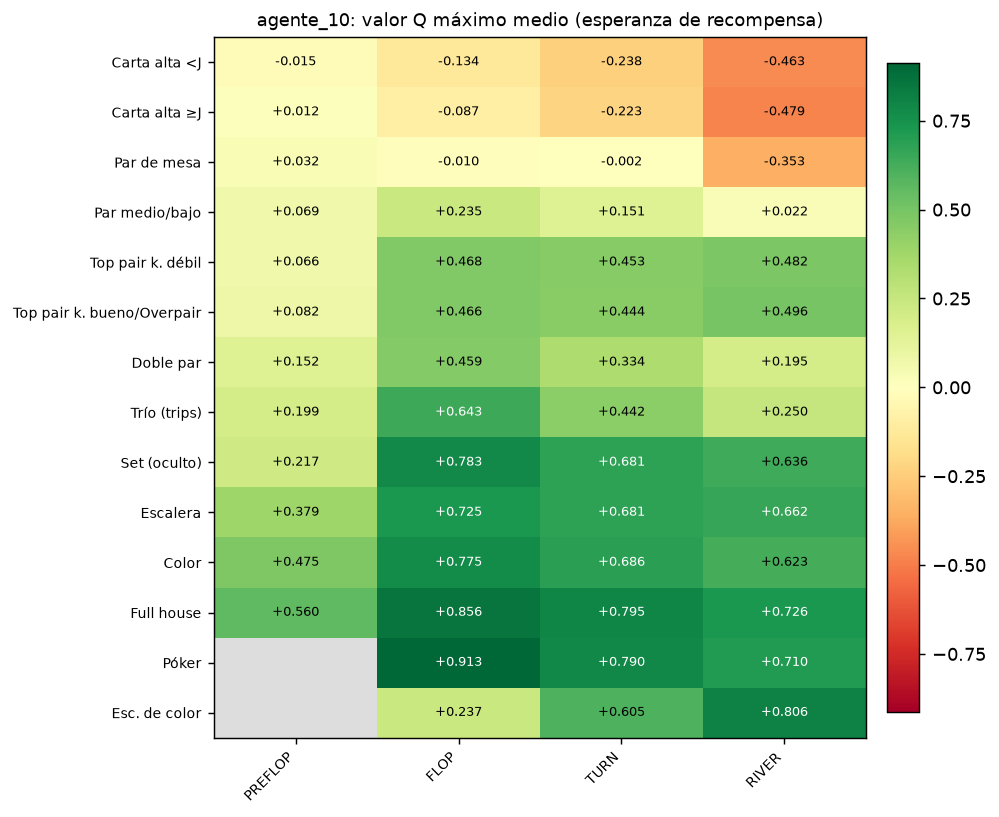 agente_10: valor Q máximo medio (esperanza de recompensa)
Carta alta <J -0.015 -0.134 -0.238 -0.463
Carta alta ≥J +0.012 -0.087 -0.223 -0.479
Par de mesa +0.032 -0.010 -0.002 -0.353
Par medio/bajo +0.069 +0.235 +0.151 +0.022
Top pair k. débil +0.066 +0.468 +0.453 +0.482
Top pair k. bueno/Overpair +0.082 +0.466 +0.444 +0.496
Doble par +0.152 +0.459 +0.334 +0.195
Trío (trips) +0.199 +0.643 +0.442 +0.250
Set (oculto) +0.217 +0.783 +0.681 +0.636
Escalera +0.379 +0.725 +0.681 +0.662
Color +0.475 +0.775 +0.686 +0.623
Full house +0.560 +0.856 +0.795 +0.726
Póker +0.913 +0.790 +0.710
Esc. de color +0.237 +0.605 +0.806
PREFLOP FLOP TURN RIVER
0.75
0.50
0.25
0.00
−0.25
−0.50
−0.75